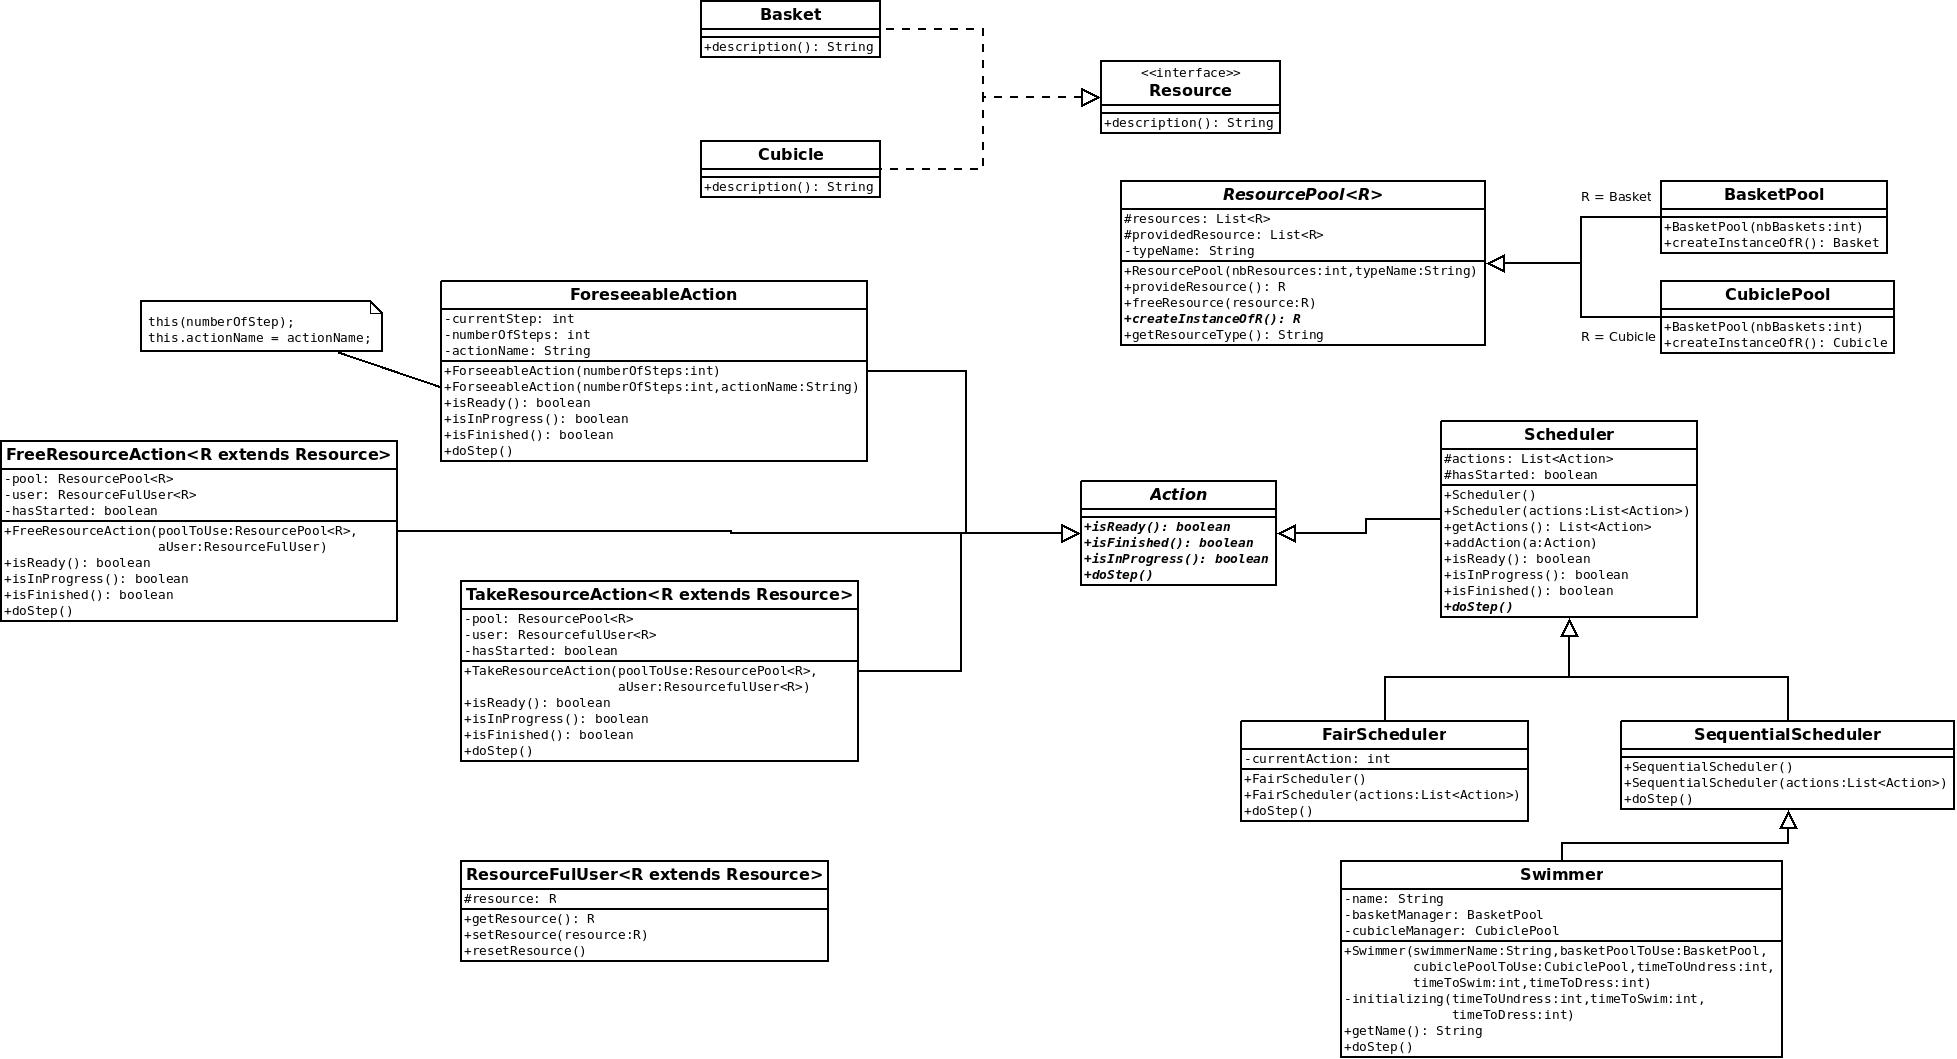 Basket
+description(): String
<<interface>>
Resource
+description(): String
Cubicle
+description(): String
ResourcePool<R>
#resources: List<R>
#providedResource: List<R>
-typeName: String
+ResourcePool(nbResources:int,typeName:String)
+provideResource(): R
+freeResource(resource:R)
+createInstanceOfR(): R
+getResourceType(): String
R = Basket
BasketPool
+BasketPool(nbBaskets:int)
+createInstanceOfR(): Basket
R = Cubicle
CubiclePool
+BasketPool(nbBaskets:int)
+createInstanceOfR(): Cubicle
this(numberOfStep);
this.actionName = actionName;
ForeseeableAction
-currentStep: int
-numberOfSteps: int
-actionName: String
+ForseeableAction(numberOfSteps:int)
+ForseeableAction(numberOfSteps:int,actionName:String)
+isReady(): boolean
+isInProgress(): boolean
+isFinished(): boolean
+doStep()
FreeResourceAction<R extends Resource>
-pool: ResourcePool<R>
-user: ResourceFulUser<R>
-hasStarted: boolean
+FreeResourceAction(poolToUse:ResourcePool<R>,
aUser:ResourceFulUser)
+isReady(): boolean
+isInProgress(): boolean
+isFinished(): boolean
+doStep()
Action
+isReady(): boolean
+isFinished(): boolean
+isInProgress(): boolean
+doStep()
Scheduler
#actions: List<Action>
#hasStarted: boolean
+Scheduler()
+Scheduler(actions:List<Action>)
+getActions(): List<Action>
+addAction(a:Action)
+isReady(): boolean
+isInProgress(): boolean
+isFinished(): boolean
+doStep()
TakeResourceAction<R extends Resource>
-pool: ResourcePool<R>
-user: ResourcefulUser<R>
-hasStarted: boolean
+TakeResourceAction(poolToUse:ResourcePool<R>,
aUser:ResourcefulUser<R>)
+isReady(): boolean
+isInProgress(): boolean
+isFinished(): boolean
+doStep()
FairScheduler
-currentAction: int
+FairScheduler()
+FairScheduler(actions:List<Action>)
+doStep()
SequentialScheduler
+SequentialScheduler()
+SequentialScheduler(actions:List<Action>)
+doStep()
ResourceFulUser<R extends Resource>
#resource: R
+getResource(): R
+setResource(resource:R)
+resetResource()
Swimmer
-name: String
-basketManager: BasketPool
-cubicleManager: CubiclePool
+Swimmer(swimmerName:String,basketPoolToUse:BasketPool,
cubiclePoolToUse:CubiclePool,timeToUndress:int,
timeToSwim:int,timeToDress:int)
-initializing(timeToUndress:int,timeToSwim:int,
timeToDress:int)
+getName(): String
+doStep()